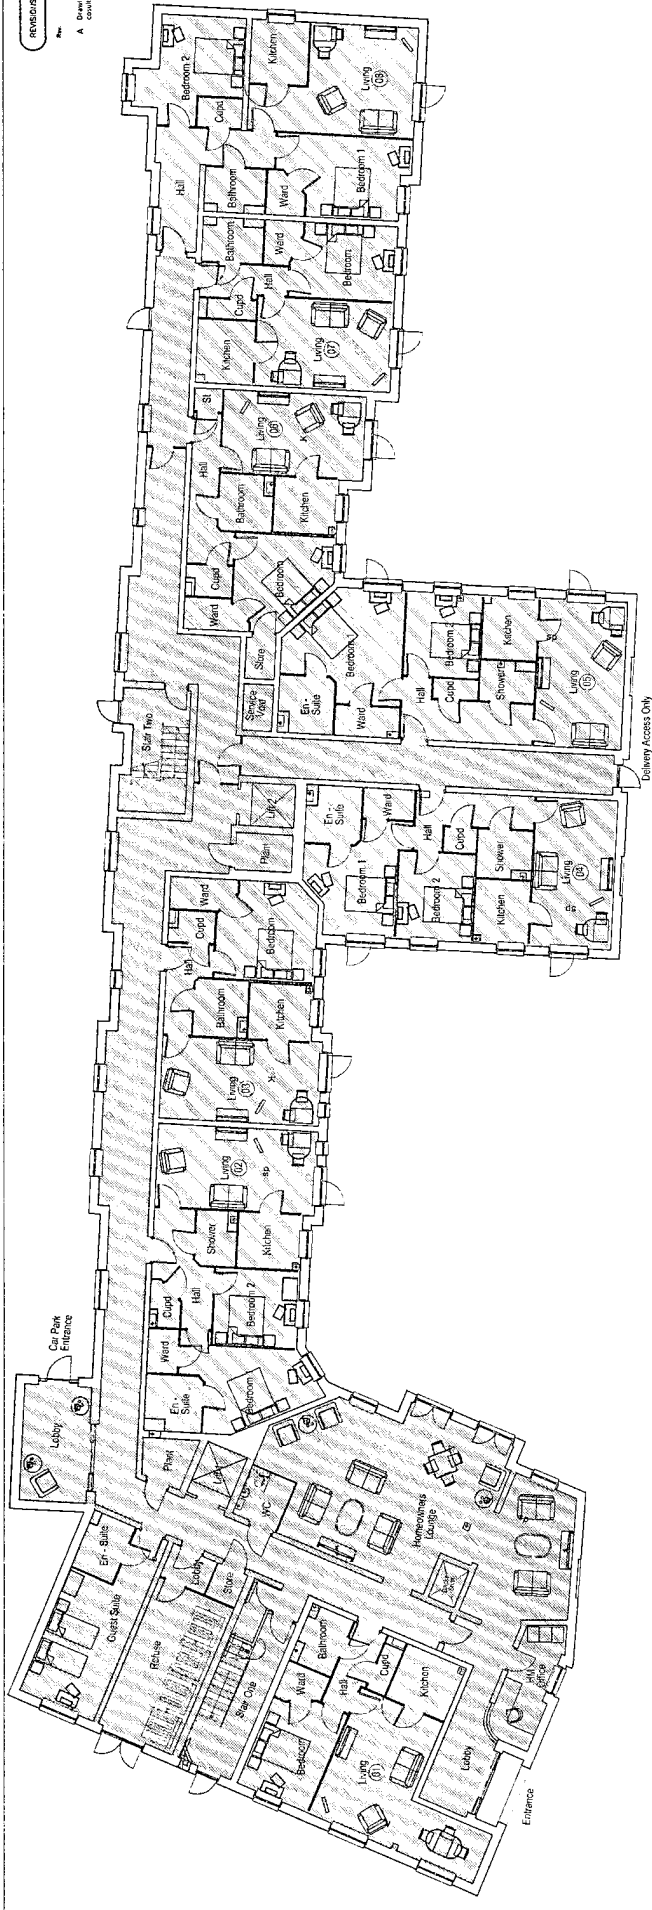 REVISIONS
Rev.
A
Bedroom 2
Kitchen
Living
08
Cupd
Hall
Bathroom
Ward
Bedroom 1
Bathroom
Ward
Bedroom
Hall
Cupd
Kitchen
Living
07
St
Living
06
Hall
Bathroom
Kitchen
Cupd
Ward
Bedroom
Store
Service
Void
Bedroom 1
En - Suite
Ward
Hall
Bedroom 2
Cupd
Kitchen
Shower
Living
05
sp
Stair Two
Delivery Access Only
Lift 2
Plant
En - Suite
Ward
Hall
Cupd
Bedroom 1
Bedroom 2
Shower
Kitchen
Living
04
sp
Ward
Cupd
Hall
Bedroom
Bathroom
Kitchen
Living
03
Living
02
sp
Shower
Kitchen
Hall
Cupd
Bedroom 2
Ward
En - Suite
Bedroom
Car Park
Entrance
Lobby
Plant
Lift
WC
Homeowners
Lounge
En - Suite
Guest Suite
Lobby
Store
Refuse
Stair One
Bathroom
Ward
Hall
Cupd
Kitchen
Bedroom
Living
01
HM
Office
Lobby
Entrance